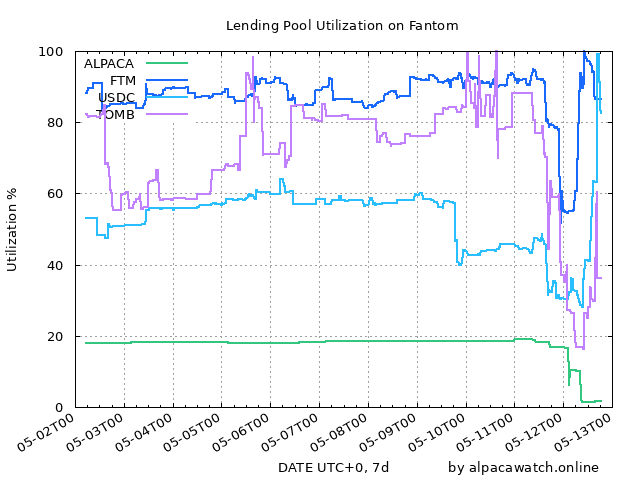 Lending Pool Utilization on Fantom
100
80
60
40
20
0
Utilization %
ALPACA
FTM
USDC
TOMB
05-02T00
05-03T00
05-04T00
05-05T00
05-06T00
05-07T00
05-08T00
05-09T00
05-10T00
05-11T00
05-12T00
05-13T00
DATE UTC+0, 7d
by alpacawatch.online